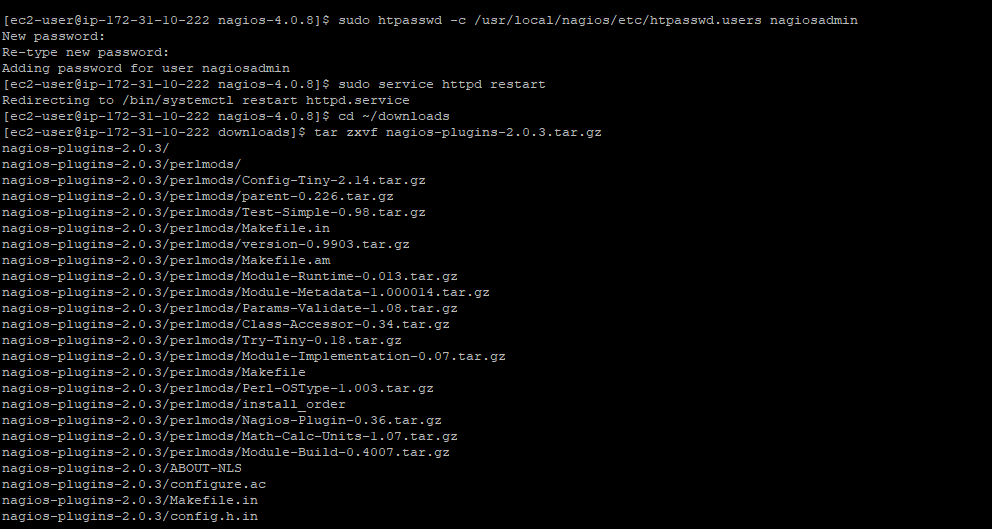 [ec2-user@ip-172-31-10-222 nagios-4.0.8]$ sudo htpasswd -c /usr/local/nagios/etc/htpasswd.users nagiosadmin
New password:
Re-type new password:
Adding password for user nagiosadmin
[ec2-user@ip-172-31-10-222 nagios-4.0.8]$ sudo service httpd restart
Redirecting to /bin/systemctl restart httpd.service
[ec2-user@ip-172-31-10-222 nagios-4.0.8]$ cd ~/downloads
[ec2-user@ip-172-31-10-222 downloads]$ tar zxvf nagios-plugins-2.0.3.tar.gz
nagios-plugins-2.0.3/
nagios-plugins-2.0.3/perlmods/
nagios-plugins-2.0.3/perlmods/Config-Tiny-2.14.tar.gz
nagios-plugins-2.0.3/perlmods/parent-0.226.tar.gz
nagios-plugins-2.0.3/perlmods/Test-Simple-0.98.tar.gz
nagios-plugins-2.0.3/perlmods/Makefile.in
nagios-plugins-2.0.3/perlmods/version-0.9903.tar.gz
nagios-plugins-2.0.3/perlmods/Makefile.am
nagios-plugins-2.0.3/perlmods/Module-Runtime-0.013.tar.gz
nagios-plugins-2.0.3/perlmods/Module-Metadata-1.000014.tar.gz
nagios-plugins-2.0.3/perlmods/Params-Validate-1.08.tar.gz
nagios-plugins-2.0.3/perlmods/Class-Accessor-0.34.tar.gz
nagios-plugins-2.0.3/perlmods/Try-Tiny-0.18.tar.gz
nagios-plugins-2.0.3/perlmods/Module-Implementation-0.07.tar.gz
nagios-plugins-2.0.3/perlmods/Makefile
nagios-plugins-2.0.3/perlmods/Perl-OSType-1.003.tar.gz
nagios-plugins-2.0.3/perlmods/install_order
nagios-plugins-2.0.3/perlmods/Nagios-Plugin-0.36.tar.gz
nagios-plugins-2.0.3/perlmods/Math-Calc-Units-1.07.tar.gz
nagios-plugins-2.0.3/perlmods/Module-Build-0.4007.tar.gz
nagios-plugins-2.0.3/ABOUT-NLS
nagios-plugins-2.0.3/configure.ac
nagios-plugins-2.0.3/Makefile.in
nagios-plugins-2.0.3/config.h.in